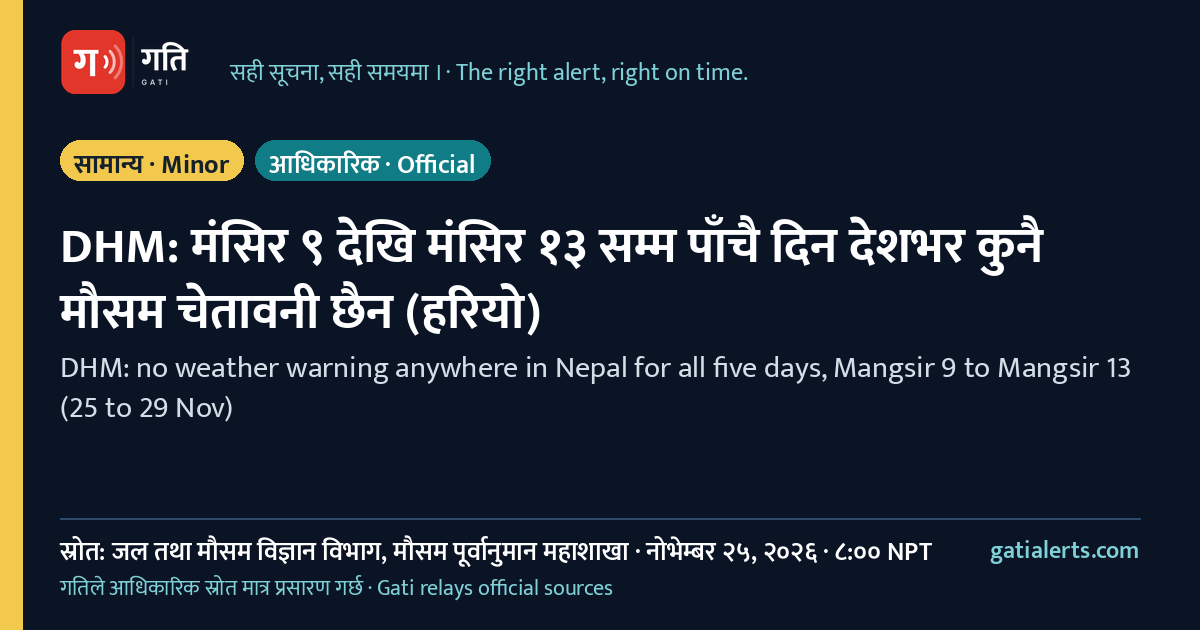 ग गति
GATI
सही सूचना, सही समयमा । · The right alert, right on time.
सामान्य · Minor
आधिकारिक · Official
DHM: मंसिर ९ देखि मंसिर १३ सम्म पाँचै दिन देशभर कुनै
मौसम चेतावनी छैन (हरियो)
DHM: no weather warning anywhere in Nepal for all five days, Mangsir 9 to Mangsir 13
(25 to 29 Nov)
स्रोत: जल तथा मौसम विज्ञान विभाग, मौसम पूर्वानुमान महाशाखा · नोभेम्बर २५, २०२६ · ८:०० NPT
gatialerts.com
गतिले आधिकारिक स्रोत मात्र प्रसारण गर्छ · Gati relays official sources